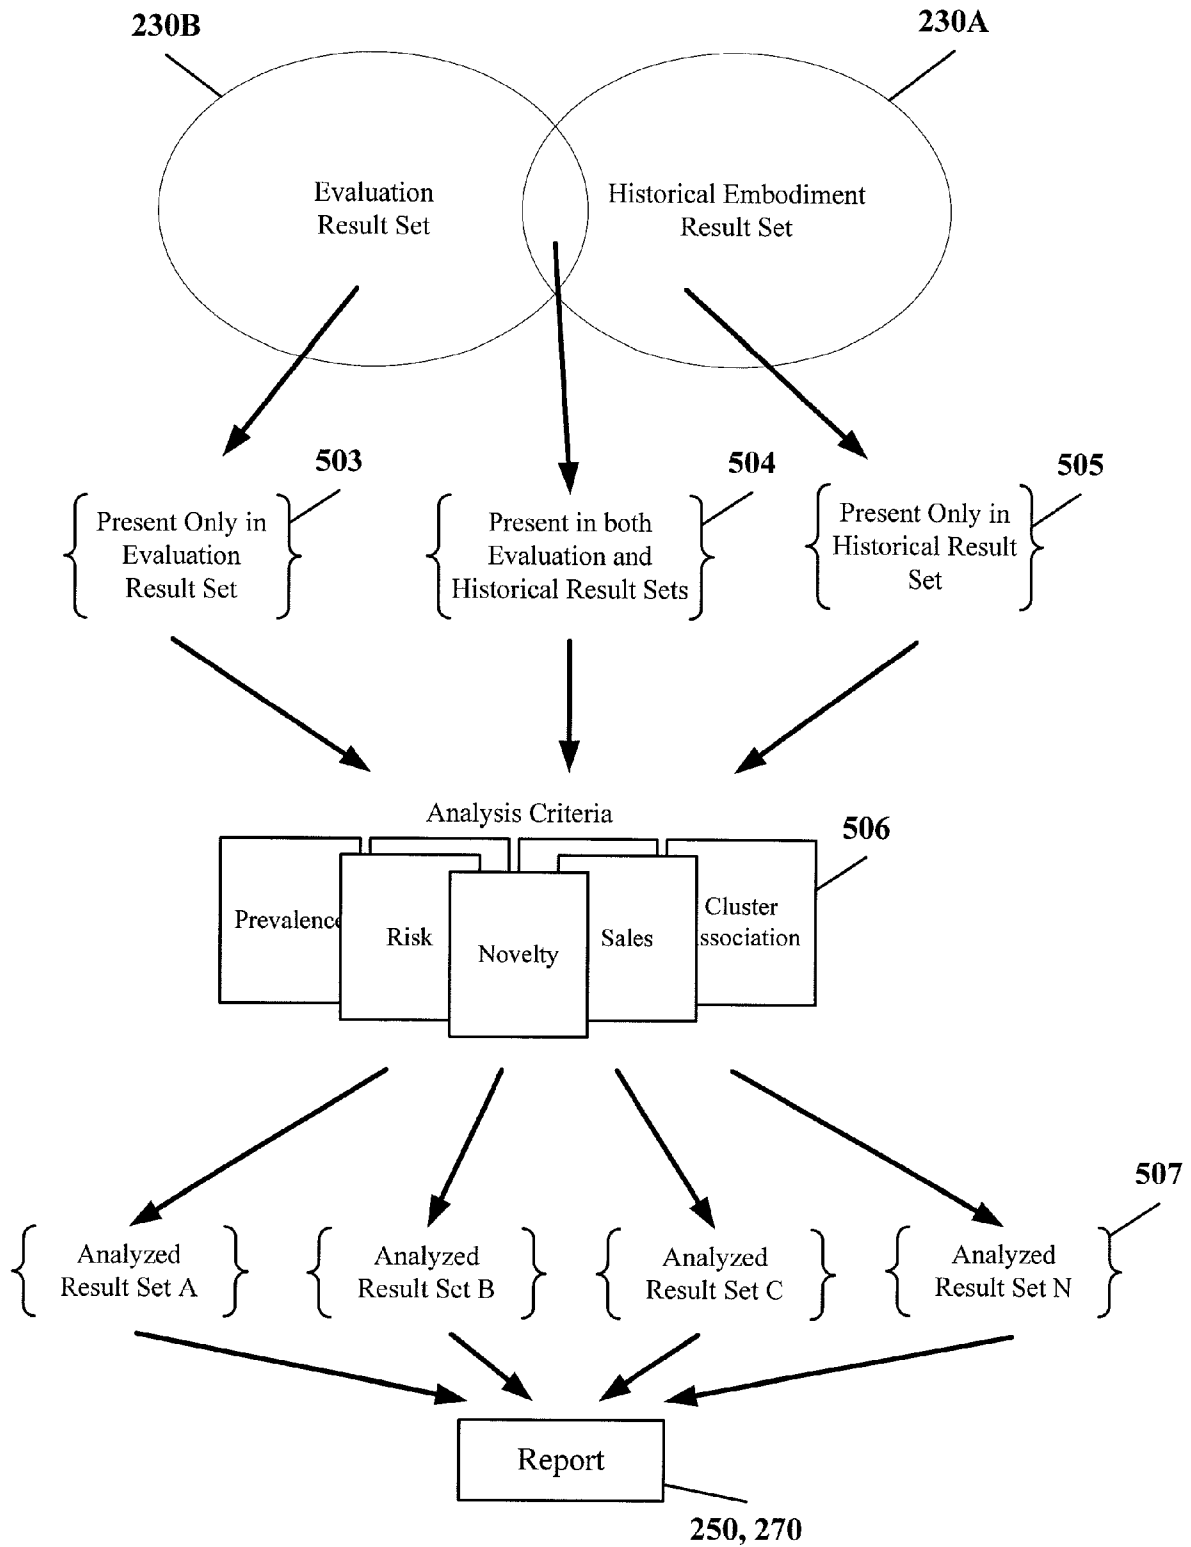 230B
230A
Evaluation
Result Set
Historical Embodiment
Result Set
503
504
505
Present Only in
Evaluation
Result Set
Present in both
Evaluation and
Historical Result Sets
Present Only in
Historical Result
Set
Analysis Criteria
506
Prevalence
Risk
Novelty
Sales
Cluster
ssociation
507
Analyzed
Result Set A
Analyzed
Result Set B
Analyzed
Result Set C
Analyzed
Result Set N
Report
250, 270